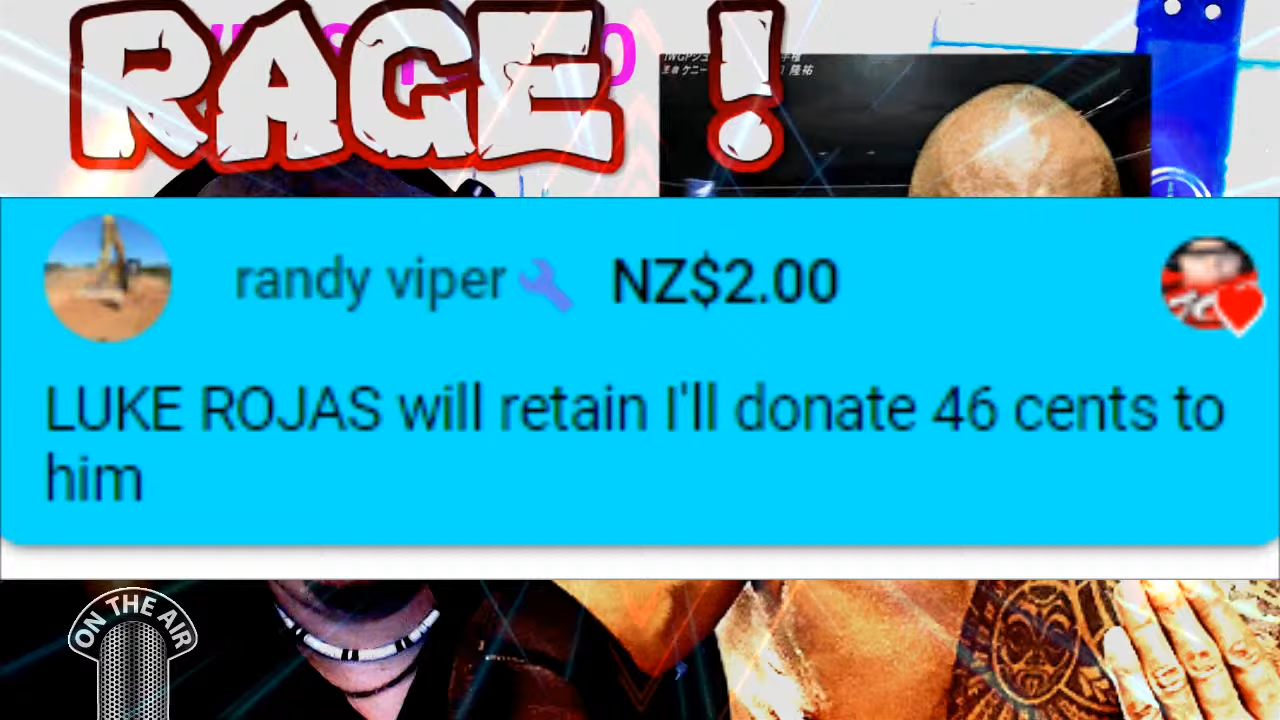 RAGE !
randy viper NZ$2.00
LUKE ROJAS will retain I'll donate 46 cents to
him
ON THE AIR